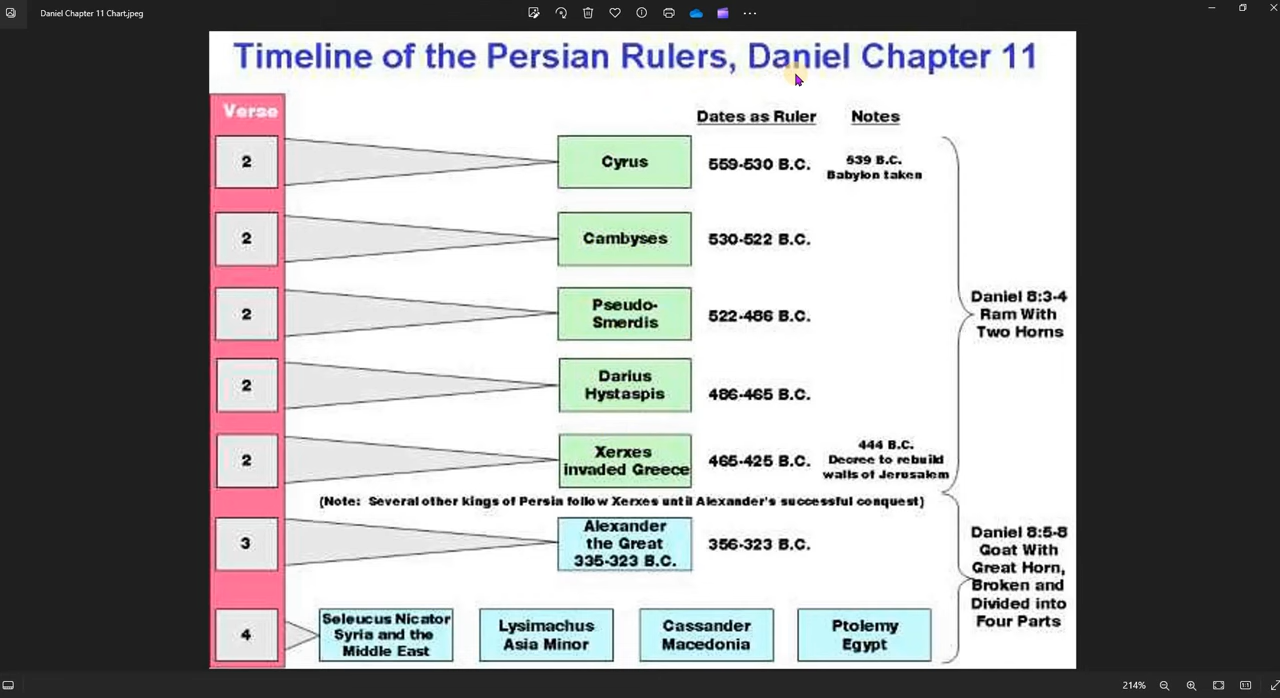 Daniel Chapter 11 Chart.jpeg
Timeline of the Persian Rulers, Daniel Chapter 11
Verse
Dates as Ruler
Notes
2
Cyrus
559-530 B.C.
539 B.C.
Babylon taken
2
Cambyses
530-522 B.C.
2
Pseudo-
Smerdis
522-486 B.C.
Daniel 8:3-4
Ram With
Two Horns
2
Darius
Hystaspis
486-465 B.C.
2
Xerxes
invaded Greece
465-425 B.C.
444 B.C.
Decree to rebuild
walls of Jerusalem
(Note: Several other kings of Persia follow Xerxes until Alexander's successful conquest)
3
Alexander
the Great
335-323 B.C.
356-323 B.C.
Daniel 8:5-8
Goat With
Great Horn,
Broken and
Divided into
Four Parts
4
Seleucus Nicator
Syria and the
Middle East
Lysimachus
Asia Minor
Cassander
Macedonia
Ptolemy
Egypt
214%